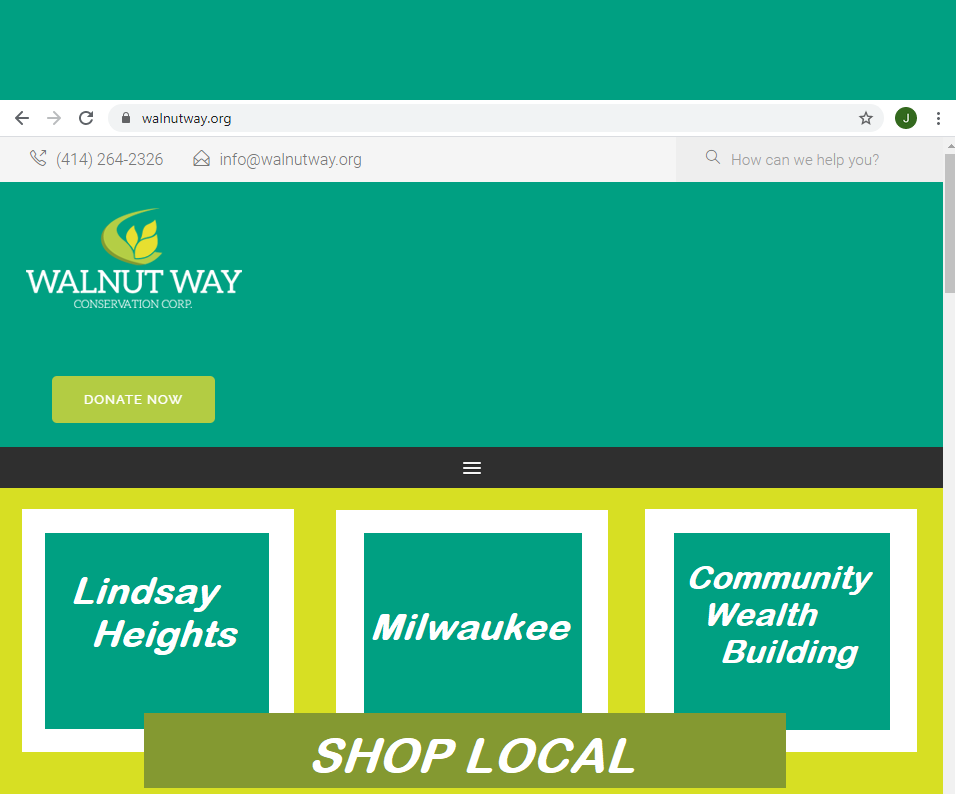 walnutway.org
J
(414) 264-2326
info@walnutway.org
How can we help you?
WALNUT WAY
CONSERVATION CORP.
DONATE NOW
Lindsay
Heights
Milwaukee
Community
Wealth
Building
SHOP LOCAL